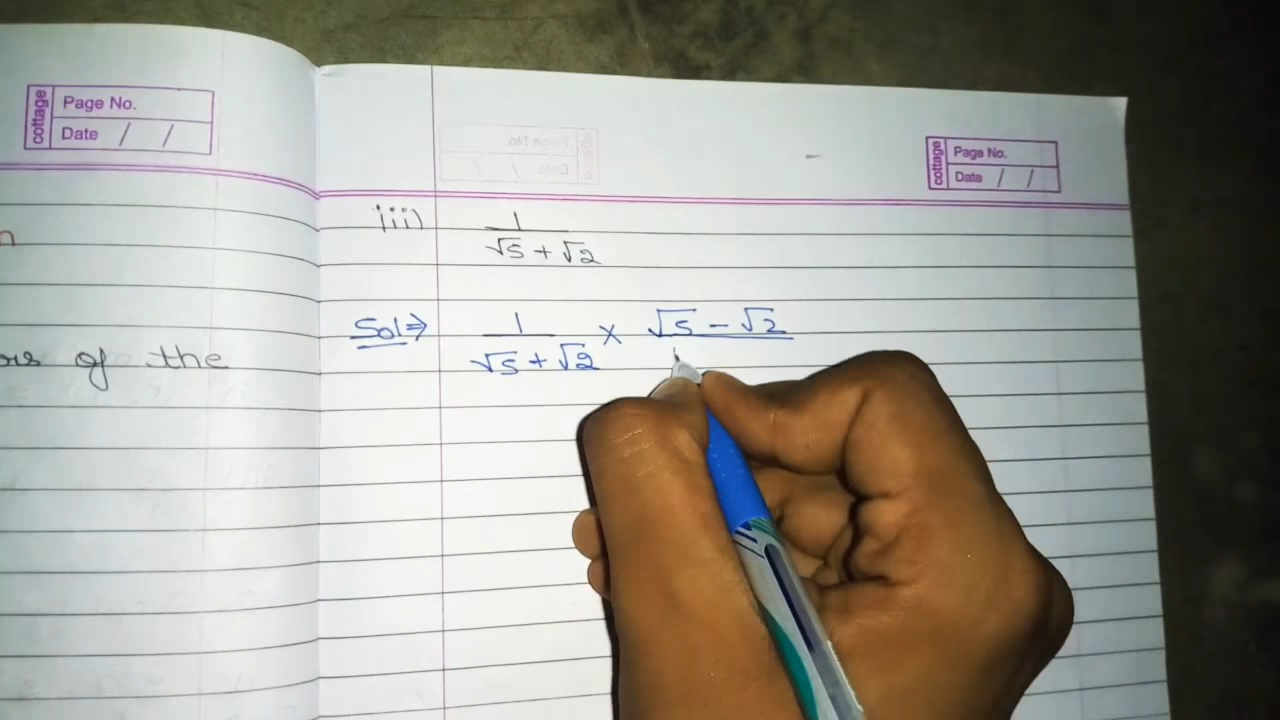 cottage
Page No.
Date / /
ors of the
cottage
Page No.
Date / /
iii) 1/(√5+√2)
Sol⇒ 1/(√5+√2) × √5-√2